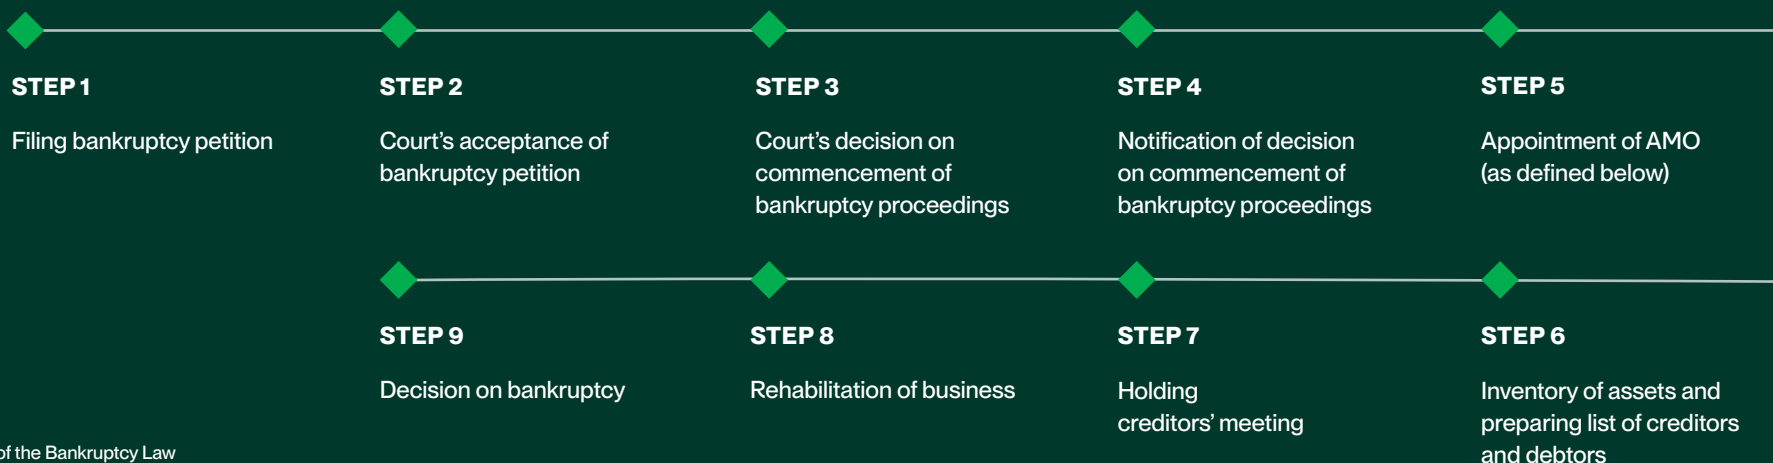 STEP 1
Filing bankruptcy petition
STEP 2
Court's acceptance of
bankruptcy petition
STEP 3
Court's decision on
commencement of
bankruptcy proceedings
STEP 4
Notification of decision
on commencement of
bankruptcy proceedings
STEP 5
Appointment of AMO
(as defined below)
STEP 9
Decision on bankruptcy
STEP 8
Rehabilitation of business
STEP 7
Holding
creditors' meeting
STEP 6
Inventory of assets and
preparing list of creditors
and debtors
of the Bankruptcy Law